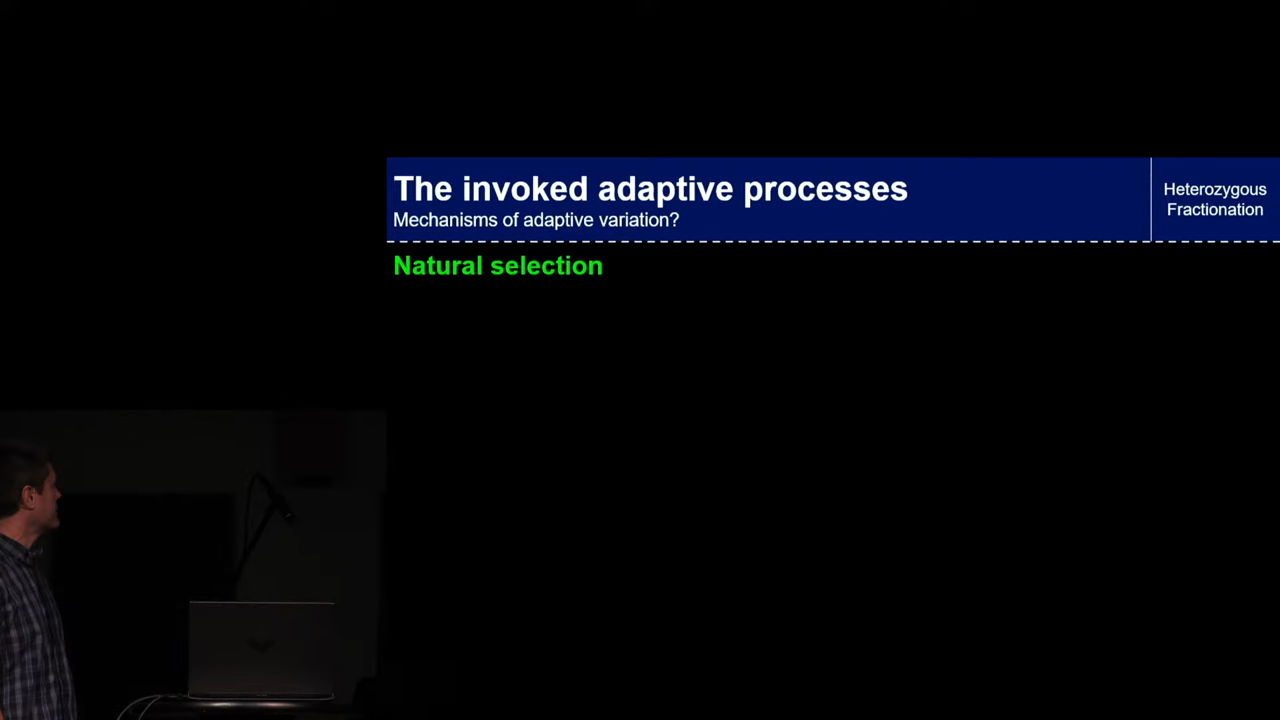 The invoked adaptive processes
Mechanisms of adaptive variation?
Heterozygous
Fractionation
Natural selection